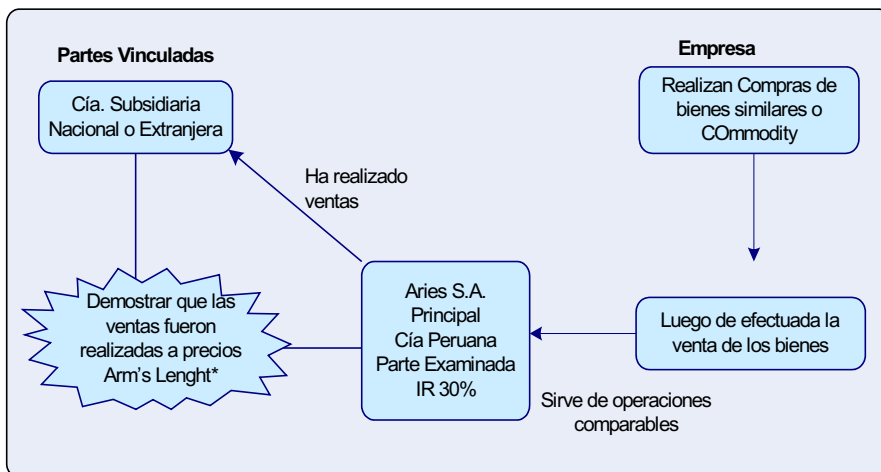 Partes Vinculadas
Cía. Subsidiaria
Nacional o Extranjera
Empresa
Realizan Compras de
bienes similares o
COmmodity
Ha realizado
ventas
Demostrar que las
ventas fueron
realizadas a precios
Arm's Lenght*
Aries S.A.
Principal
Cía Peruana
Parte Examinada
IR 30%
Luego de efectuada la
venta de los bienes
Sirve de operaciones
comparables